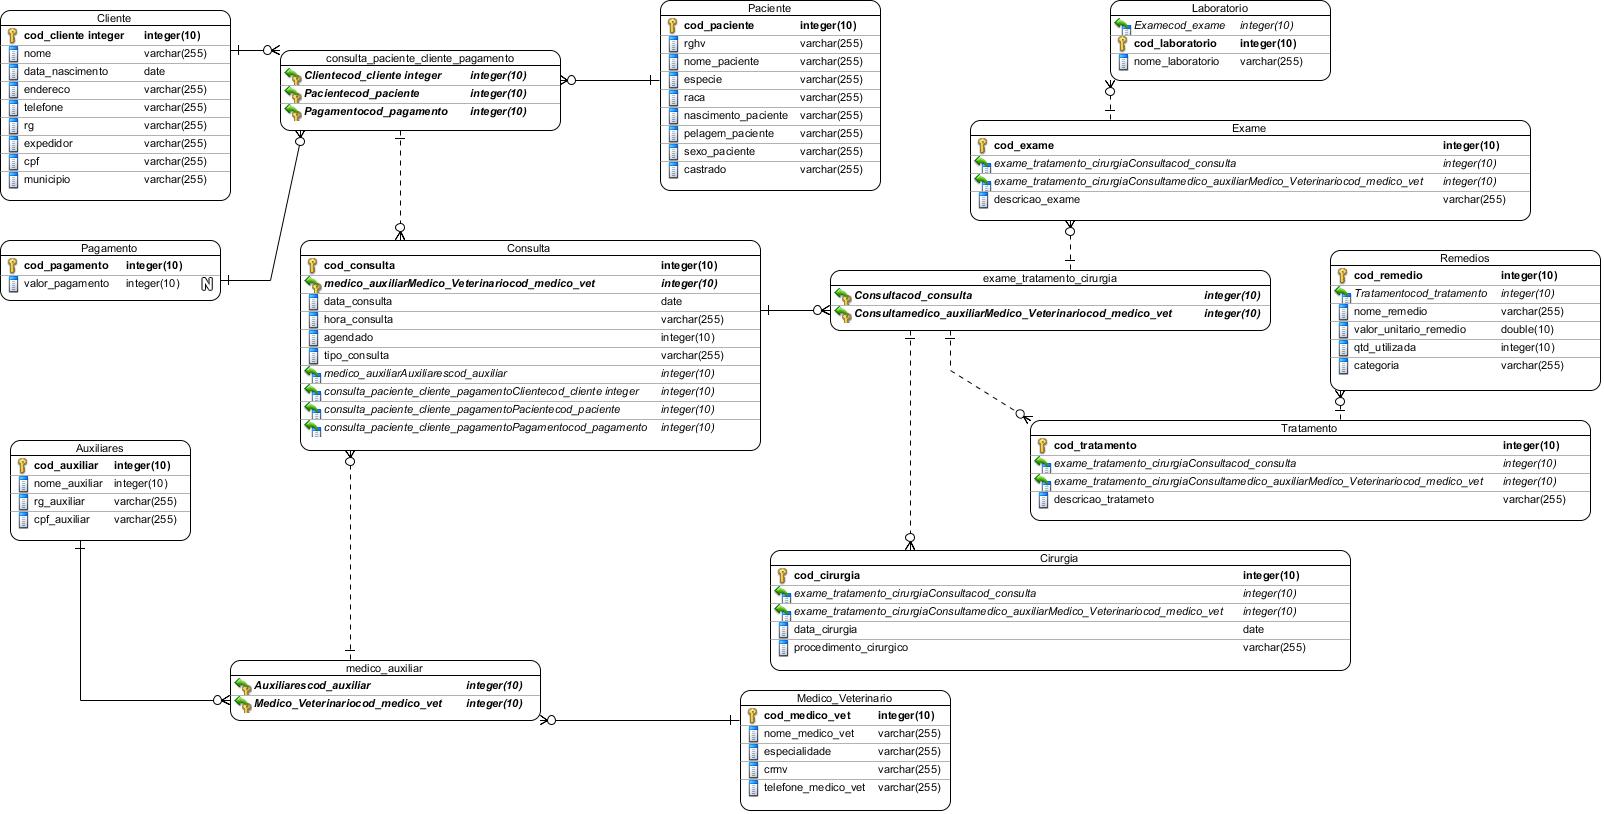 Cliente
cod_cliente integer integer(10)
nome varchar(255)
data_nascimento date
endereco varchar(255)
telefone varchar(255)
rg varchar(255)
expedidor varchar(255)
cpf varchar(255)
municipio varchar(255)
consulta_paciente_cliente_pagamento
Clientecod_cliente integer integer(10)
Pacientecod_paciente integer(10)
Pagamentocod_pagamento integer(10)
Paciente
cod_paciente integer(10)
rghv varchar(255)
nome_paciente varchar(255)
especie varchar(255)
raca varchar(255)
nascimento_paciente varchar(255)
pelagem_paciente varchar(255)
sexo_paciente varchar(255)
castrado varchar(255)
Laboratorio
Examecod_exame integer(10)
cod_laboratorio integer(10)
nome_laboratorio varchar(255)
Exame
cod_exame integer(10)
exame_tratamento_cirurgiaConsultacod_consulta integer(10)
exame_tratamento_cirurgiaConsultamedico_auxiliarMedico_Veterinariocod_medico_vet integer(10)
descricao_exame varchar(255)
Pagamento
cod_pagamento integer(10)
valor_pagamento integer(10) N
Consulta
cod_consulta integer(10)
medico_auxiliarMedico_Veterinariocod_medico_vet integer(10)
data_consulta date
hora_consulta varchar(255)
agendado integer(10)
tipo_consulta varchar(255)
medico_auxiliarAuxiliarescod_auxiliar integer(10)
consulta_paciente_cliente_pagamentoClientecod_cliente integer integer(10)
consulta_paciente_cliente_pagamentoPacientecod_paciente integer(10)
consulta_paciente_cliente_pagamentoPagamentocod_pagamento integer(10)
exame_tratamento_cirurgia
Consultacod_consulta integer(10)
Consultamedico_auxiliarMedico_Veterinariocod_medico_vet integer(10)
Remedios
cod_remedio integer(10)
Tratamentocod_tratamento integer(10)
nome_remedio varchar(255)
valor_unitario_remedio double(10)
qtd_utilizada integer(10)
categoria varchar(255)
Tratamento
cod_tratamento integer(10)
exame_tratamento_cirurgiaConsultacod_consulta integer(10)
exame_tratamento_cirurgiaConsultamedico_auxiliarMedico_Veterinariocod_medico_vet integer(10)
descricao_tratameto varchar(255)
Auxiliares
cod_auxiliar integer(10)
nome_auxiliar integer(10)
rg_auxiliar varchar(255)
cpf_auxiliar varchar(255)
Cirurgia
cod_cirurgia integer(10)
exame_tratamento_cirurgiaConsultacod_consulta integer(10)
exame_tratamento_cirurgiaConsultamedico_auxiliarMedico_Veterinariocod_medico_vet integer(10)
data_cirurgia date
procedimento_cirurgico varchar(255)
medico_auxiliar
Auxiliarescod_auxiliar integer(10)
Medico_Veterinariocod_medico_vet integer(10)
Medico_Veterinario
cod_medico_vet integer(10)
nome_medico_vet varchar(255)
especialidade varchar(255)
crmv varchar(255)
telefone_medico_vet varchar(255)